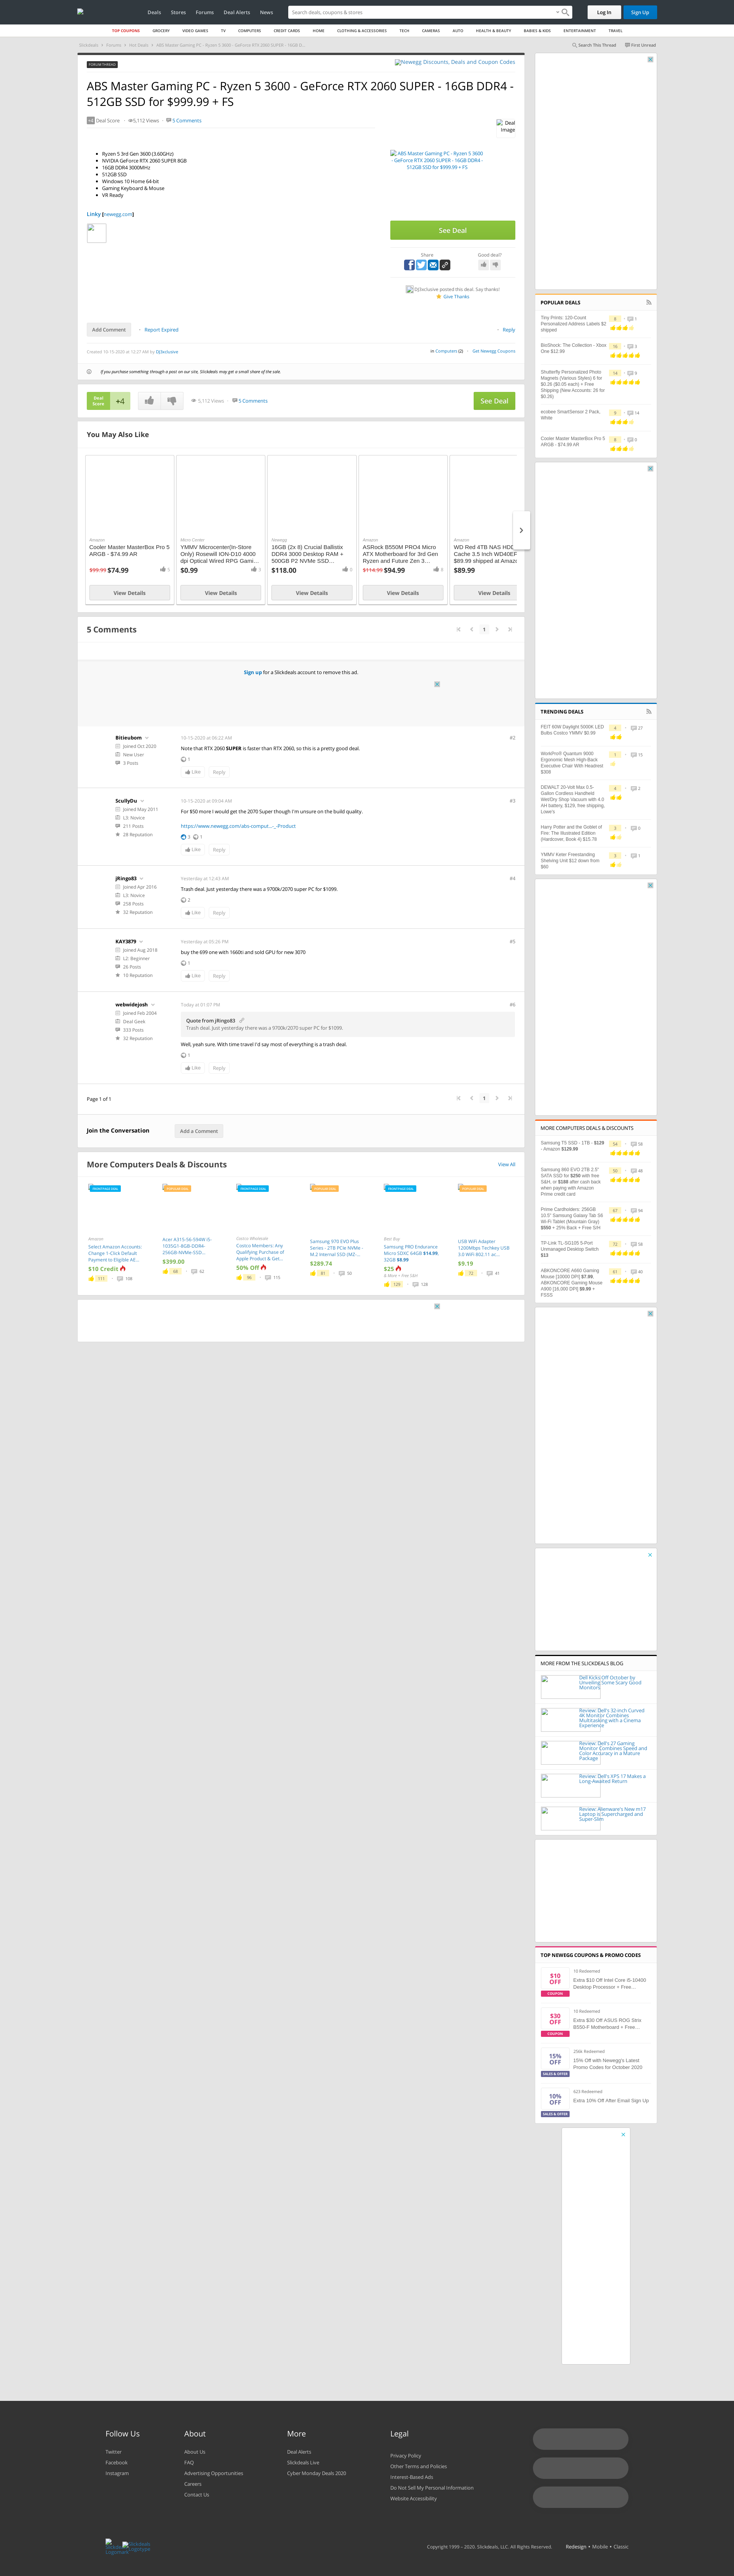 Deals
Stores
Forums
Deal Alerts
News
Search deals, coupons & stores
Log In
Sign Up
TOP COUPONS
GROCERY
VIDEO GAMES
TV
COMPUTERS
CREDIT CARDS
HOME
CLOTHING & ACCESSORIES
TECH
CAMERAS
AUTO
HEALTH & BEAUTY
BABIES & KIDS
ENTERTAINMENT
TRAVEL
Slickdeals > Forums > Hot Deals > ABS Master Gaming PC - Ryzen 5 3600 - GeForce RTX 2060 SUPER - 16GB D...
Search This Thread
First Unread
FORUM THREAD
Newegg Discounts, Deals and Coupon Codes
ABS Master Gaming PC - Ryzen 5 3600 - GeForce RTX 2060 SUPER - 16GB DDR4 - 512GB SSD for $999.99 + FS
+4 Deal Score
5,112 Views
5 Comments
Deal Image
Ryzen 5 3rd Gen 3600 (3.60GHz)
NVIDIA GeForce RTX 2060 SUPER 8GB
16GB DDR4 3000MHz
512GB SSD
Windows 10 Home 64-bit
Gaming Keyboard & Mouse
VR Ready
ABS Master Gaming PC - Ryzen 5 3600 - GeForce RTX 2060 SUPER - 16GB DDR4 - 512GB SSD for $999.99 + FS
Linky [newegg.com]
See Deal
Share
Good deal?
DJ3xclusive posted this deal. Say thanks!
Give Thanks
Add Comment
Report Expired
Reply
Created 10-15-2020 at 12:27 AM by DJ3xclusive
in Computers (2)
Get Newegg Coupons
If you purchase something through a post on our site, Slickdeals may get a small share of the sale.
Deal Score
+4
5,112 Views
5 Comments
See Deal
You May Also Like
Amazon
Cooler Master MasterBox Pro 5 ARGB - $74.99 AR
$99.99 $74.99
View Details
Micro Center
YMMV Microcenter(In-Store Only) Rosewill ION-D10 4000 dpi Optical Wired RPG Gami...
$0.99
View Details
Newegg
16GB (2x 8) Crucial Ballistix DDR4 3000 Desktop RAM + 500GB P2 NVMe SSD...
$118.00
View Details
Amazon
ASRock B550M PRO4 Micro ATX Motherboard for 3rd Gen Ryzen and Future Zen 3...
$114.99 $94.99
View Details
Amazon
WD Red 4TB NAS HDD
Cache 3.5 Inch WD40EF
$89.99 shipped at Amazo
$89.99
View Details
5 Comments
1
Sign up for a Slickdeals account to remove this ad.
Bitieubom
Joined Oct 2020
New User
3 Posts
10-15-2020 at 06:22 AM
#2
Note that RTX 2060 SUPER is faster than RTX 2060, so this is a pretty good deal.
1
Like
Reply
ScullyDu
Joined May 2011
L3: Novice
211 Posts
28 Reputation
10-15-2020 at 09:04 AM
#3
For $50 more I would get the 2070 Super though I'm unsure on the build quality.
https://www.newegg.com/abs-comput...-_-Product
3
1
Like
Reply
jRingo83
Joined Apr 2016
L3: Novice
258 Posts
32 Reputation
Yesterday at 12:43 AM
#4
Trash deal. Just yesterday there was a 9700k/2070 super PC for $1099.
2
Like
Reply
KAY3879
Joined Aug 2018
L2: Beginner
26 Posts
10 Reputation
Yesterday at 05:26 PM
#5
buy the 699 one with 1660ti and sold GPU for new 3070
1
Like
Reply
webwidejosh
Joined Feb 2004
Deal Geek
333 Posts
32 Reputation
Today at 01:07 PM
#6
Quote from jRingo83
Trash deal. Just yesterday there was a 9700k/2070 super PC for $1099.
Well, yeah sure. With time travel I'd say most of everything is a trash deal.
1
Like
Reply
Page 1 of 1
1
Join the Conversation
Add a Comment
More Computers Deals & Discounts
View All
FRONTPAGE DEAL
Amazon
Select Amazon Accounts: Change 1-Click Default Payment to Eligible AE...
$10 Credit
111
108
POPULAR DEAL
Acer A315-56-594W i5-1035G1-8GB-DDR4-256GB-NVMe-SSD...
$399.00
68
62
FRONTPAGE DEAL
Costco Wholesale
Costco Members: Any Qualifying Purchase of Apple Product & Get...
50% Off
96
115
POPULAR DEAL
Samsung 970 EVO Plus Series - 2TB PCIe NVMe - M.2 Internal SSD (MZ-...
$289.74
81
50
FRONTPAGE DEAL
Best Buy
Samsung PRO Endurance Micro SDXC 64GB $14.99, 32GB $8.99
$25
& More + Free S&H
129
128
POPULAR DEAL
USB WiFi Adapter 1200Mbps TechKey USB 3.0 WiFi 802.11 ac...
$9.19
72
41
POPULAR DEALS
Tiny Prints: 120-Count Personalized Address Labels $2 shipped
BioShock: The Collection - Xbox One $12.99
Shutterfly Personalized Photo Magnets (Various Styles) 6 for $0.26 ($0.05 each) + Free Shipping (New Accounts: 26 for $0.26)
ecobee SmartSensor 2 Pack, White
Cooler Master MasterBox Pro 5 ARGB - $74.99 AR
TRENDING DEALS
FEIT 60W Daylight 5000K LED Bulbs Costco YMMV $0.99
4
27
WorkPro® Quantum 9000 Ergonomic Mesh High-Back Executive Chair With Headrest $359
1
15
DEWALT 20-Volt Max 0.5-Gallon Cordless Handheld Wet/Dry Shop Vacuum with 4.0 AH battery, $129, free shipping, Lowe's
4
2
Harry Potter and the Goblet of Fire: The Illustrated Edition (Hardcover, Book 4) $15.78
2
0
YMMV Keter Freestanding Shelving Unit $12 down from $60
3
1
MORE COMPUTERS DEALS & DISCOUNTS
Samsung T5 SSD - 1TB - $129 - Amazon $129.99
54
58
Samsung 860 EVO 2TB 2.5" SATA SSD for $250 with free S&H, or $188 after cash back when paying with Amazon Prime credit card
Prime Cardholders: 256GB 10.5" Samsung Galaxy Tab S6 Wi-Fi Tablet (Mountain Gray) $550 + 25% Back + Free S/H
TP-Link TL-SG105 5-Port Unmanaged Desktop Switch $13
ABKONCORE A660 Gaming Mouse [10000 DPI] $7.99, ABKONCORE Gaming Mouse A900 [16,000 DPI] $9.99 + FSSS
MORE FROM THE SLICKDEALS BLOG
Dell Kicks Off October by Unveiling Some Scary Good Monitors
Review: Dell's 32-inch Curved 4K Monitor Combines Multitasking with a Cinema Experience
Review: Dell's 27 Gaming Monitor Combines Speed and Color Accuracy in a Mature Package
Review: Dell's XPS 17 Makes a Long-Awaited Return
Review: Alienware's New m17 Laptop is Supercharged and Super-Slim
TOP NEWEGG COUPONS & PROMO CODES
$10 OFF
COUPON
10 Redeemed
Extra $10 Off Intel Core i5-10400 Desktop Processor + Free...
$30 OFF
COUPON
10 Redeemed
Extra $30 Off ASUS ROG Strix B550-F Motherboard + Free...
15% OFF
SALES & OFFER
256k Redeemed
15% Off with Newegg's Latest Promo Codes for October 2020
10% OFF
SALES & OFFER
623 Redeemed
Extra 10% Off After Email Sign Up
Follow Us
Twitter
Facebook
Instagram
About
About Us
FAQ
Advertising Opportunities
Careers
Contact Us
More
Deal Alerts
Slickdeals Live
Cyber Monday Deals 2020
Legal
Privacy Policy
Other Terms and Policies
Interest-Based Ads
Do Not Sell My Personal Information
Website Accessibility
Slickdeals Logomark
Slickdeals Logotype
Copyright 1999 - 2020, Slickdeals, LLC. All Rights Reserved.
Redesign • Mobile • Classic